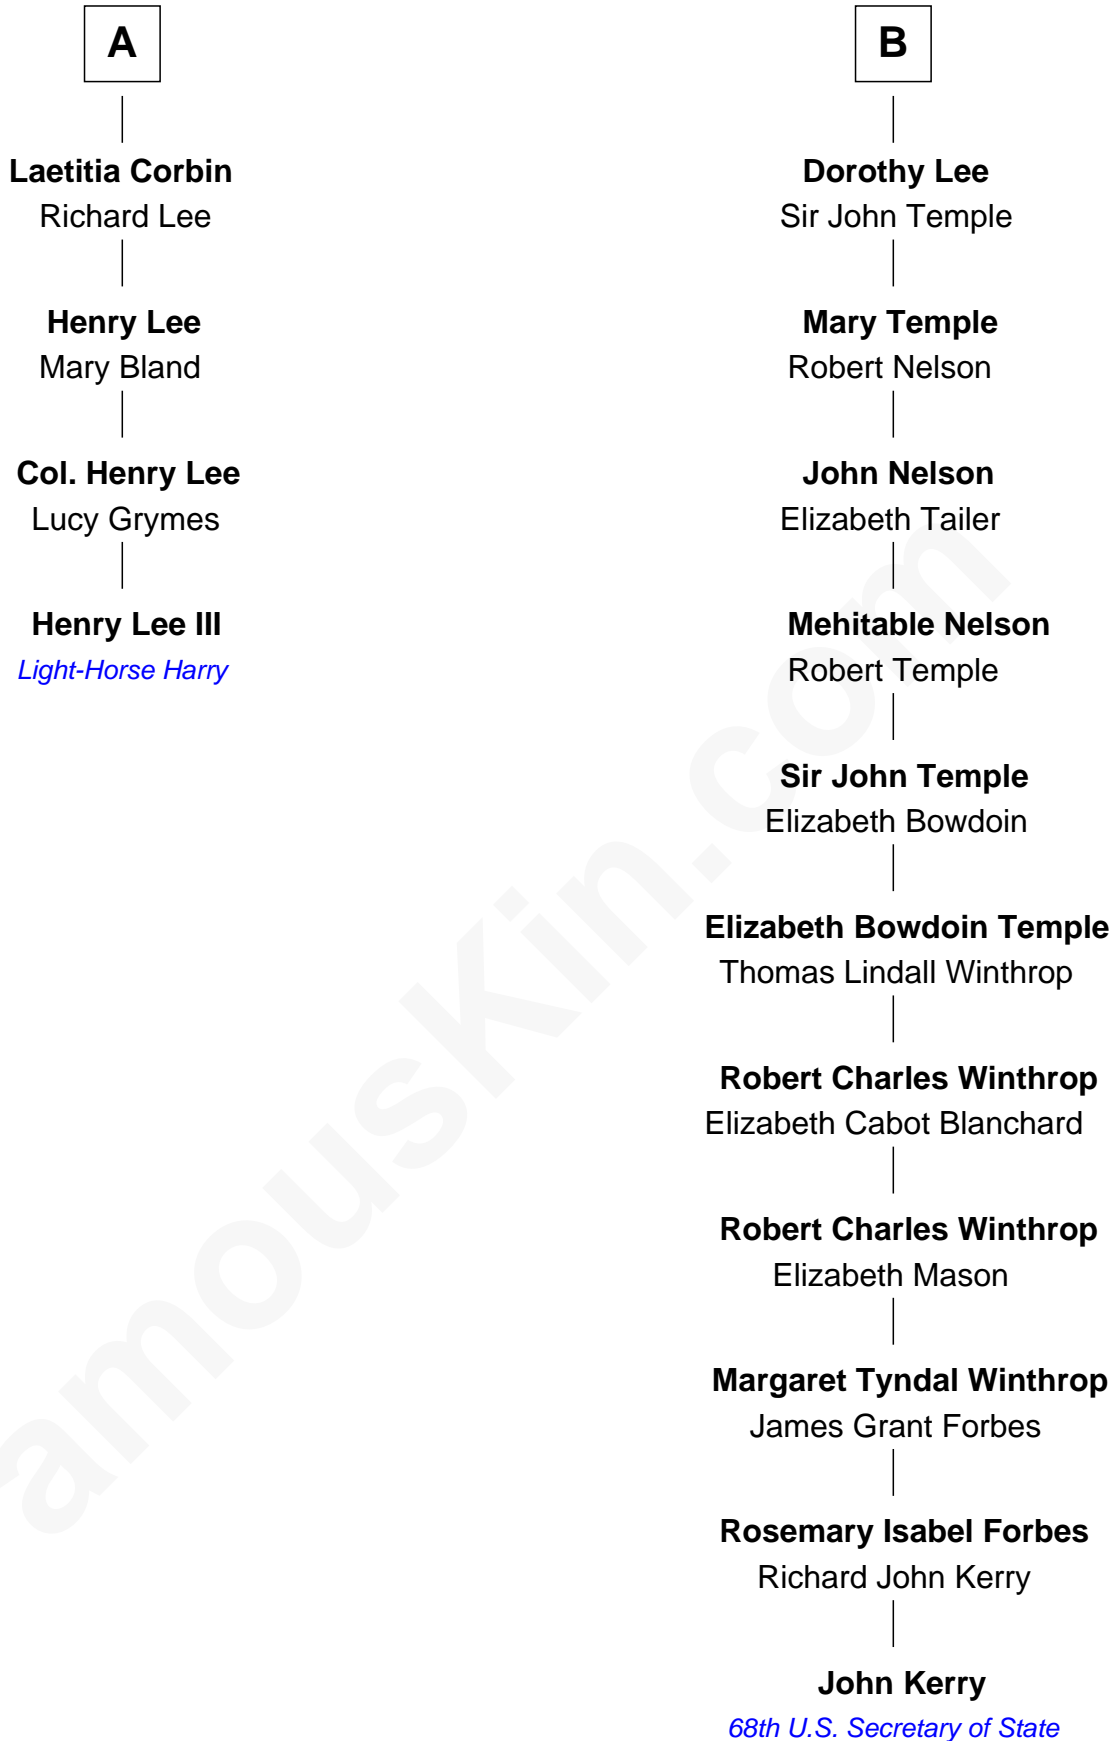 A
Laetitia Corbin
Richard Lee
Henry Lee
Mary Bland
Col. Henry Lee
Lucy Grymes
Henry Lee III
Light-Horse Harry
B
Dorothy Lee
Sir John Temple
Mary Temple
Robert Nelson
John Nelson
Elizabeth Tailer
Mehitable Nelson
Robert Temple
Sir John Temple
Elizabeth Bowdoin
Elizabeth Bowdoin Temple
Thomas Lindall Winthrop
Robert Charles Winthrop
Elizabeth Cabot Blanchard
Robert Charles Winthrop
Elizabeth Mason
Margaret Tyndal Winthrop
James Grant Forbes
Rosemary Isabel Forbes
Richard John Kerry
John Kerry
68th U.S. Secretary of State
amousKin.com